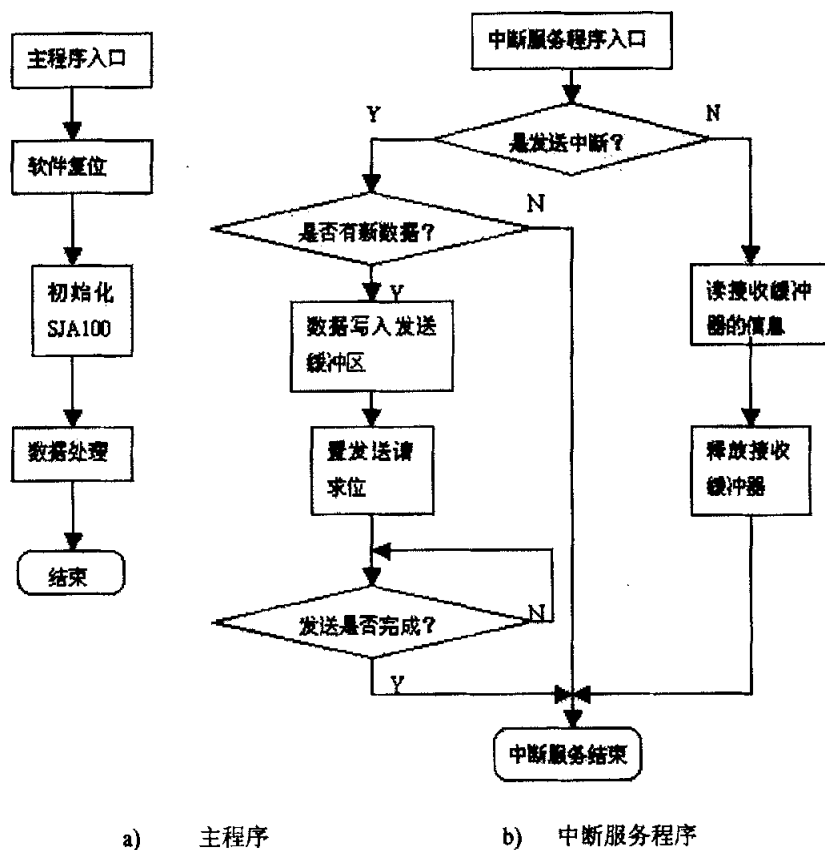 主程序入口
软件复位
初始化
SJA100
数据处理
结束
中断服务程序入口
Y
N
是发送中断？
N
是否有新数据？
Y
数据写入发送
缓冲区
置发送请
求位
读接收缓冲
器的信息
释放接收
缓冲器
发送是否完成？
N
Y
中断服务结束
a) 主程序
b) 中断服务程序